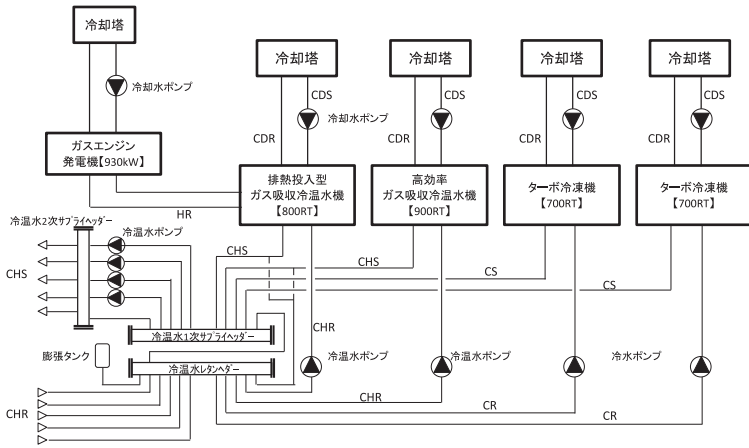 冷却塔
冷却塔
冷却塔
冷却塔
冷却塔
冷却水ポンプ
CDS
CDS
CDS
CDS
冷却水ポンプ
CDR
CDR
CDR
CDR
ガスエンジン
発電機【930kW】
排熱投入型
ガス吸収冷温水機
【800RT】
高効率
ガス吸収冷温水機
【900RT】
ターボ冷凍機
【700RT】
ターボ冷凍機
【700RT】
HR
冷温水2次サプライヘッダー
冷温水ポンプ
CHS
CHS
CHS
CS
CS
CHR
冷温水1次サプライヘッダー
膨張タンク
冷温水レタンヘダー
冷温水ポンプ
冷温水ポンプ
冷水ポンプ
CHR
CHR
CR
CR